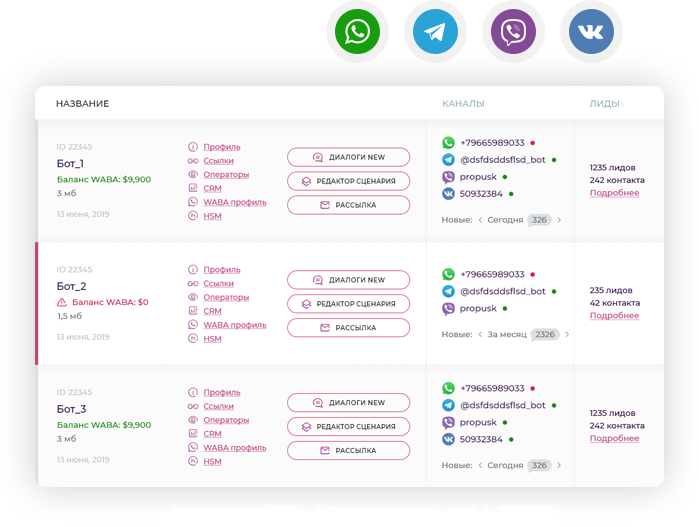 НАЗВАНИЕ КАНАЛЫ ЛИДЫ
ID 22345
Бот_1
Баланс WABA: $9,900
3 мб
13 июня, 2019
Профиль
Ссылки
Операторы
CRM
WABA профиль
HSM
ДИАЛОГИ NEW
РЕДАКТОР СЦЕНАРИЯ
РАССЫЛКА
+79665989033
@dsfdsddsflsd_bot
propusk
50932384
Новые: < Сегодня 326 >
1235 лидов
242 контакта
Подробнее
ID 22345
Бот_2
Баланс WABA: $0
1,5 мб
13 июня, 2019
Профиль
Ссылки
Операторы
CRM
WABA профиль
HSM
ДИАЛОГИ NEW
РЕДАКТОР СЦЕНАРИЯ
РАССЫЛКА
+79665989033
@dsfdsddsflsd_bot
propusk
Новые: < За месяц 2326 >
235 лидов
42 контакта
Подробнее
ID 22345
Бот_3
Баланс WABA: $9,900
3 мб
13 июня, 2019
Профиль
Ссылки
Операторы
CRM
WABA профиль
HSM
ДИАЛОГИ NEW
РЕДАКТОР СЦЕНАРИЯ
РАССЫЛКА
+79665989033
@dsfdsddsflsd_bot
propusk
50932384
Новые: < Сегодня 326 >
1235 лидов
242 контакта
Подробнее